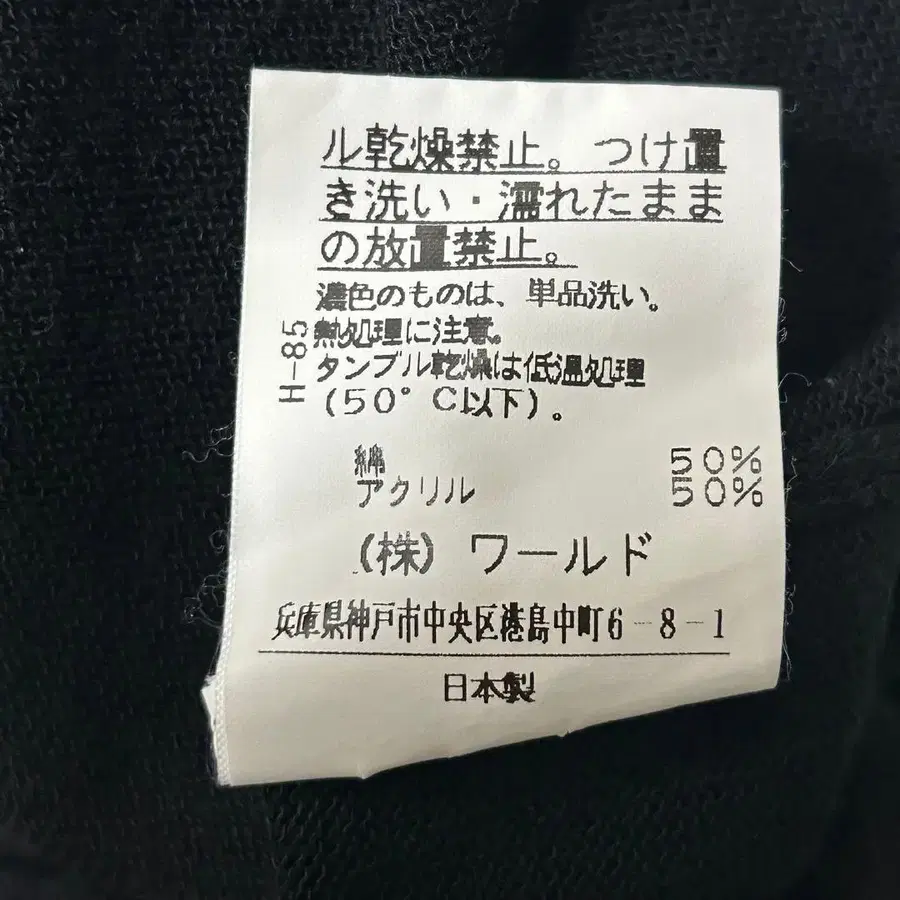 ル乾燥禁止。つけ置
き洗い・濡れたまま
の放置禁止。
濃色のものは、単品洗い。
熱処理に注意。
タンブル乾燥は低温処理
(50°C以下)。
H-85
綿 50%
アクリル 50%
(株) ワールド
兵庫県神戸市中央区港島中町6-8-1
日本製